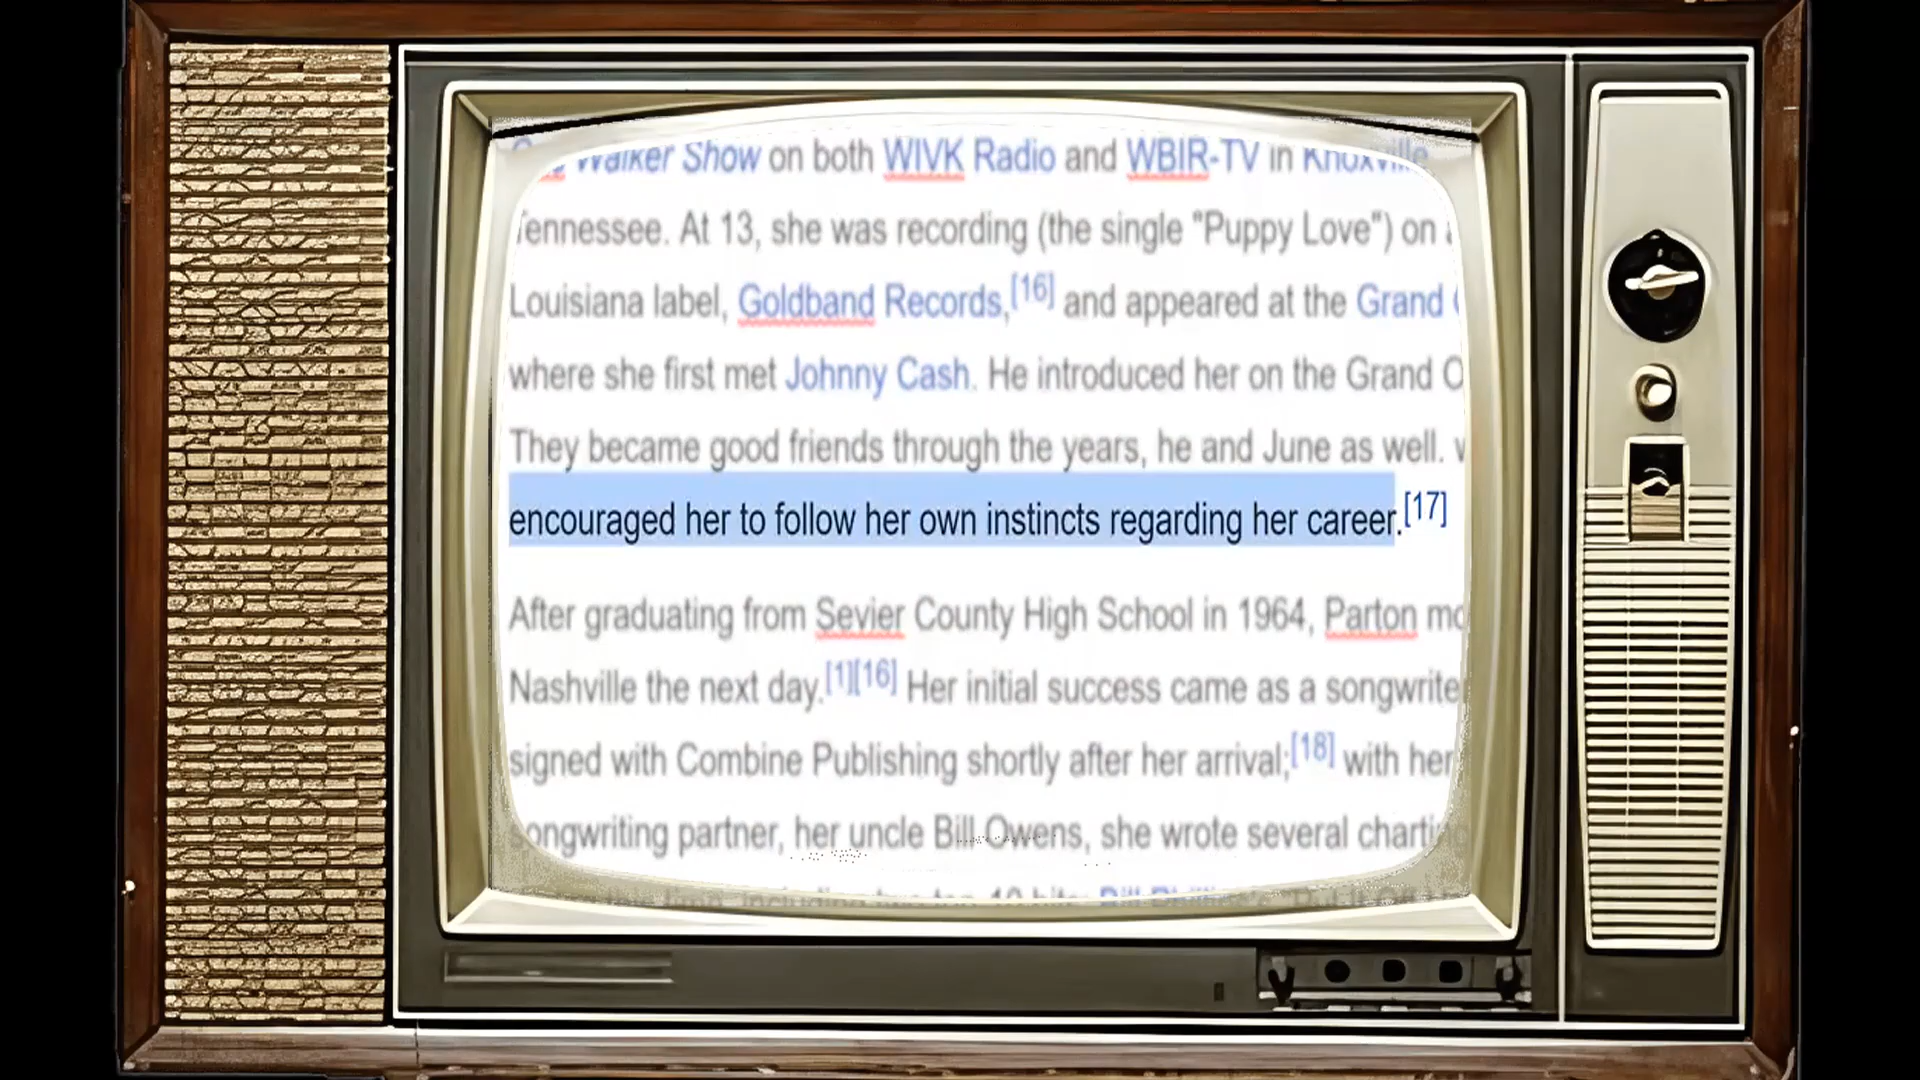 Walker Show on both WIVK Radio and WBIR-TV in Knoxville
Tennessee. At 13, she was recording (the single "Puppy Love") on
Louisiana label, Goldband Records,[16] and appeared at the Grand
where she first met Johnny Cash. He introduced her on the Grand O
They became good friends through the years, he and June as well.
encouraged her to follow her own instincts regarding her career.[17]
After graduating from Sevier County High School in 1964, Parton mo
Nashville the next day.[1][16] Her initial success came as a songwriter
signed with Combine Publishing shortly after her arrival;[18] with her
songwriting partner, her uncle Bill Owens, she wrote several charting